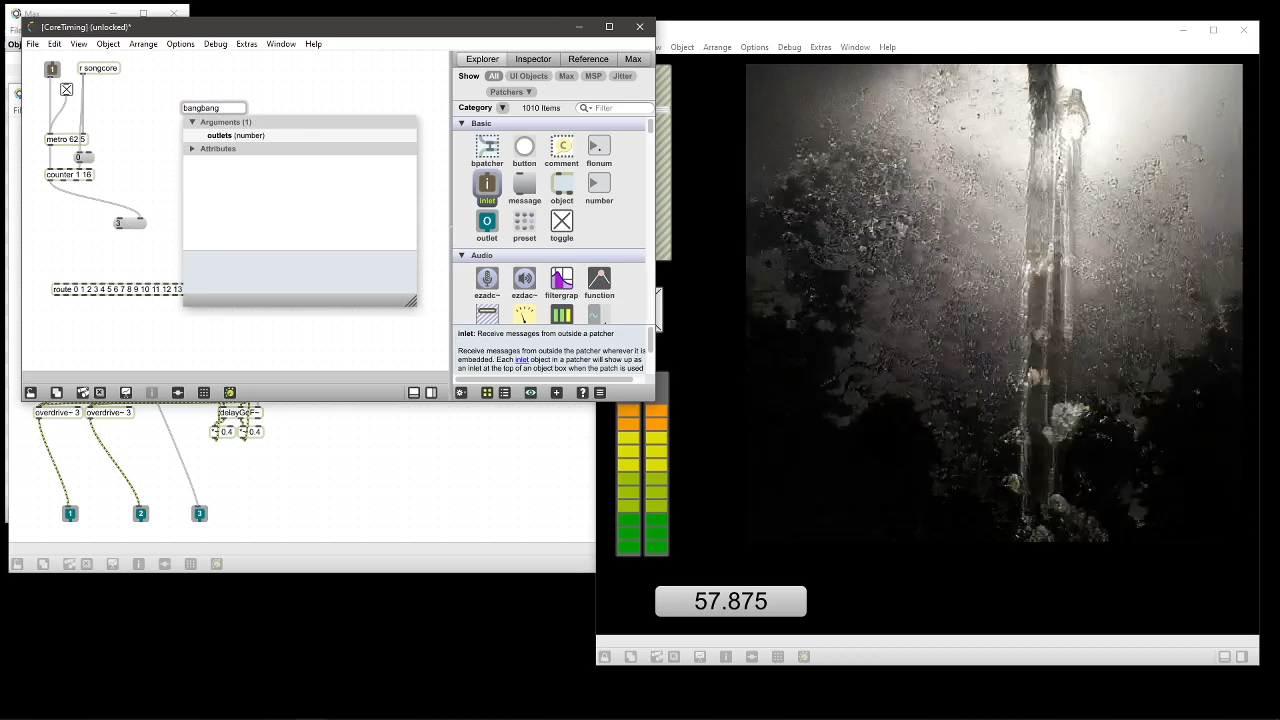 Max
[CoreTiming] (unlocked)*
File Edit View Object Arrange Options Debug Extras Window Help
Object Arrange Options Debug Extras Window Help
r songcore
bangbang
Arguments (1)
outlets (number)
Attributes
metro 62.5
0
counter 1 16
3
route 0 1 2 3 4 5 6 7 8 9 10 11 12 13
Explorer Inspector Reference Max
Show All UI Objects Max MSP Jitter
Patchers ▼
Category ▼ 1010 Items Filter
Basic
bpatcher button comment flonum
inlet message object number
outlet preset toggle
Audio
ezadc~ ezdac~ filtergrap function
inlet: Receive messages from outside a patcher
Receive messages from outside the patcher wherever it is
embedded. Each inlet object in a patcher will show up as
an inlet at the top of an object box when the patch is used
overdrive~ 3 overdrive~ 3
*~ 0.4 *~ 0.4
1 2 3
57.875